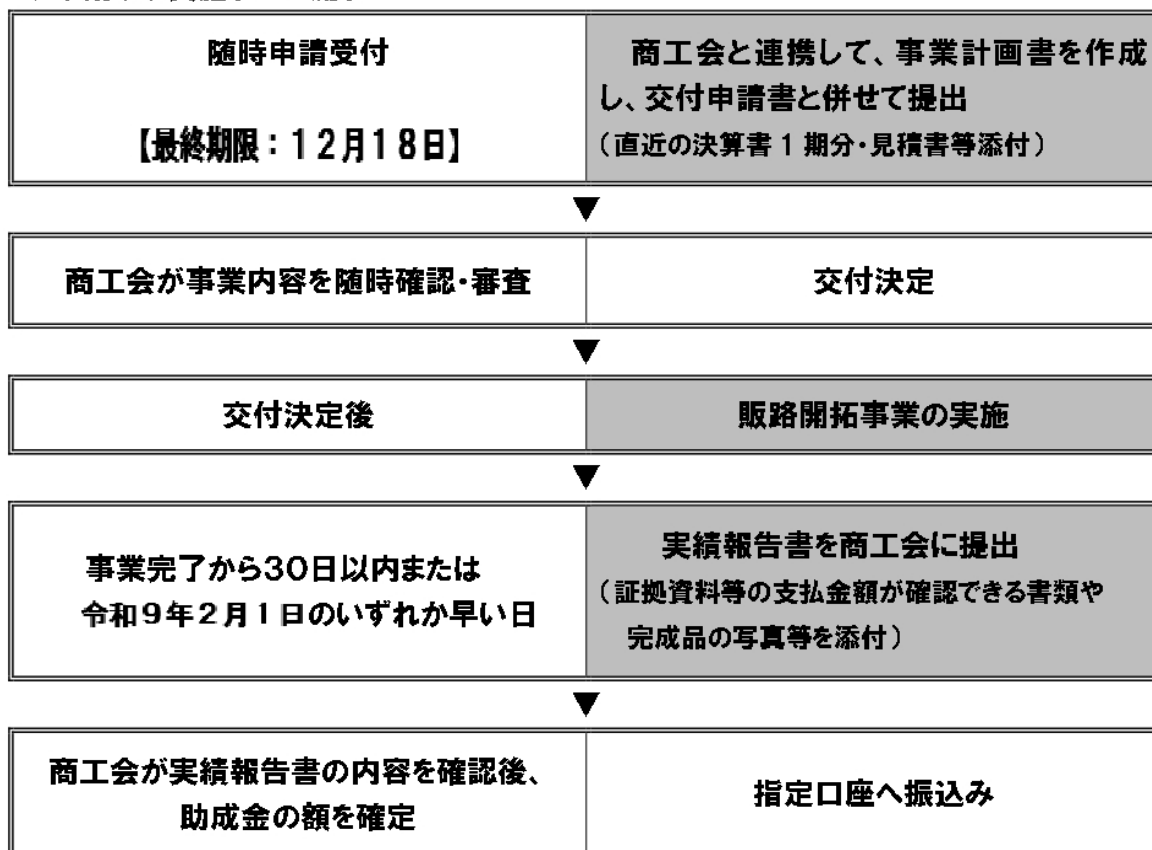 随時申請受付
【最終期限：１２月１８日】
商工会と連携して、事業計画書を作成
し、交付申請書と併せて提出
（直近の決算書1期分・見積書等添付）
▼
商工会が事業内容を随時確認・審査
交付決定
▼
交付決定後
販路開拓事業の実施
▼
事業完了から30日以内または
令和９年２月１日のいずれか早い日
実績報告書を商工会に提出
（証拠資料等の支払金額が確認できる書類や
完成品の写真等を添付）
▼
商工会が実績報告書の内容を確認後、
助成金の額を確定
指定口座へ振込み